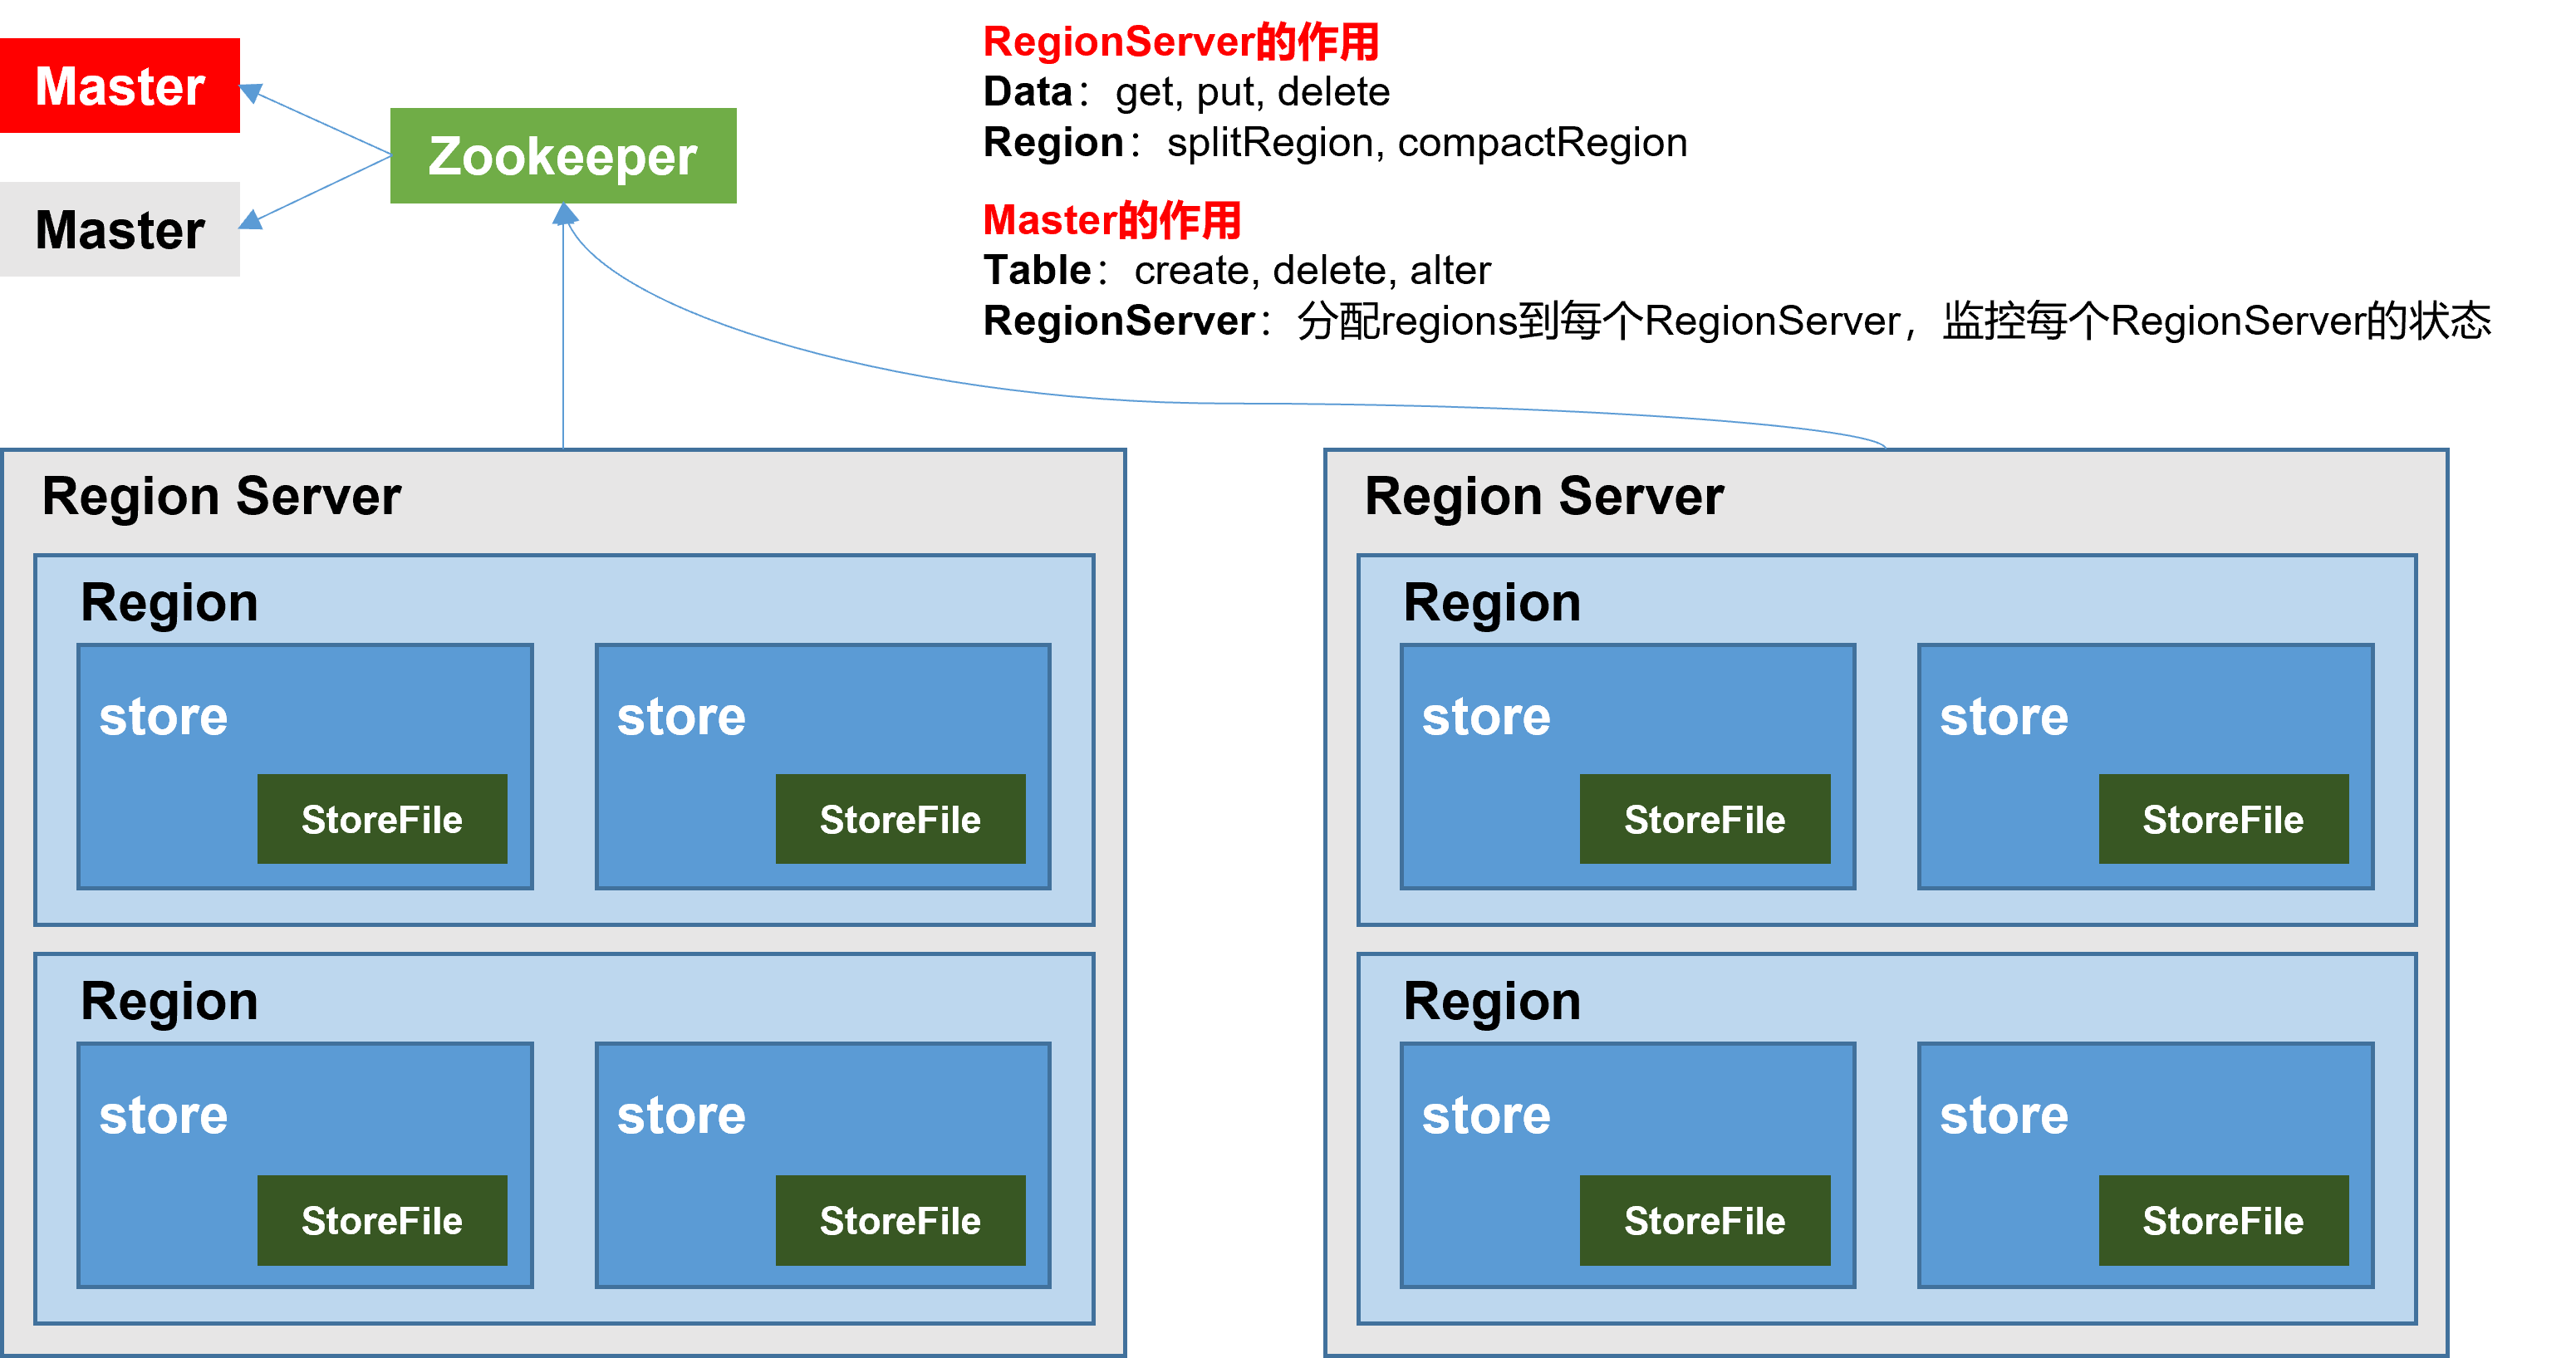 Master
Master
Zookeeper
RegionServer的作用
Data：get, put, delete
Region：splitRegion, compactRegion
Master的作用
Table：create, delete, alter
RegionServer：分配regions到每个RegionServer，监控每个RegionServer的状态
Region Server
Region
store
StoreFile
store
StoreFile
Region
store
StoreFile
store
StoreFile
Region Server
Region
store
StoreFile
store
StoreFile
Region
store
StoreFile
store
StoreFile